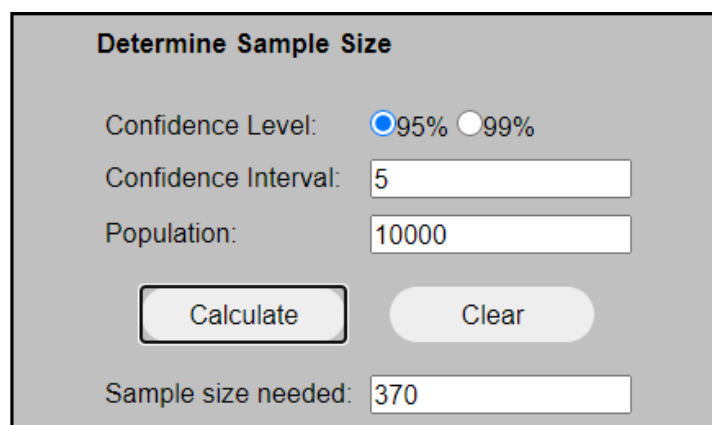 Determine Sample Size
Confidence Level: 95% 99%
Confidence Interval: 5
Population: 10000
Calculate Clear
Sample size needed: 370